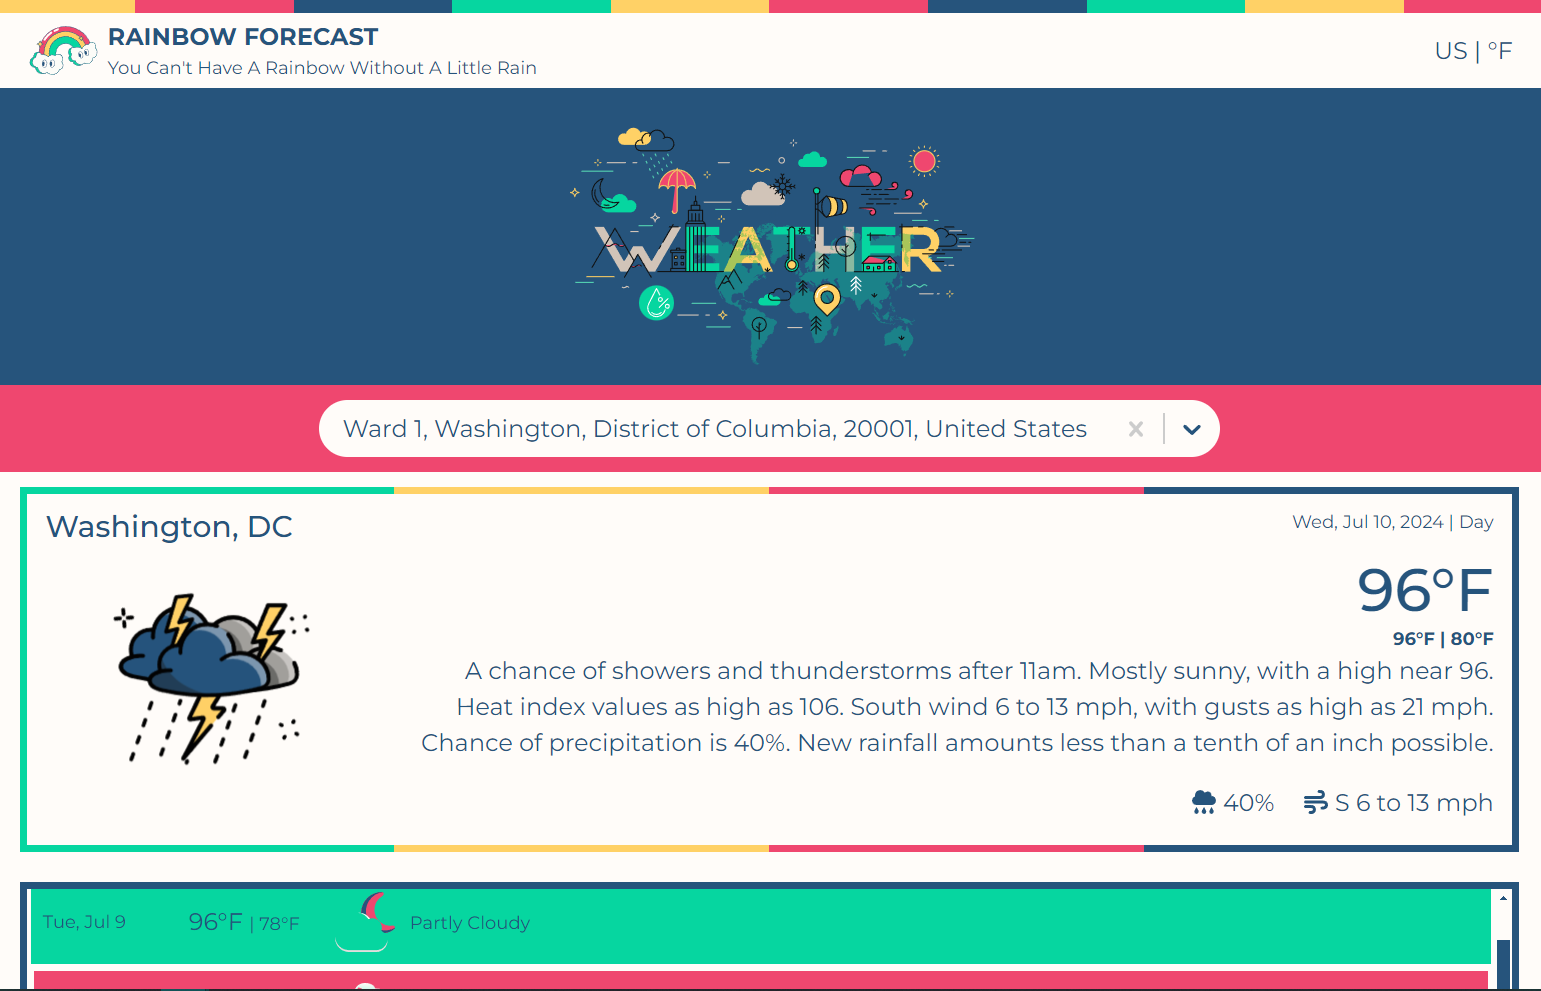 RAINBOW FORECAST
You Can't Have A Rainbow Without A Little Rain
US | °F
WEATHER
Ward 1, Washington, District of Columbia, 20001, United States
Washington, DC
Wed, Jul 10, 2024 | Day
96°F
96°F | 80°F
A chance of showers and thunderstorms after 11am. Mostly sunny, with a high near 96.
Heat index values as high as 106. South wind 6 to 13 mph, with gusts as high as 21 mph.
Chance of precipitation is 40%. New rainfall amounts less than a tenth of an inch possible.
40% S 6 to 13 mph
Tue, Jul 9 96°F | 78°F Partly Cloudy